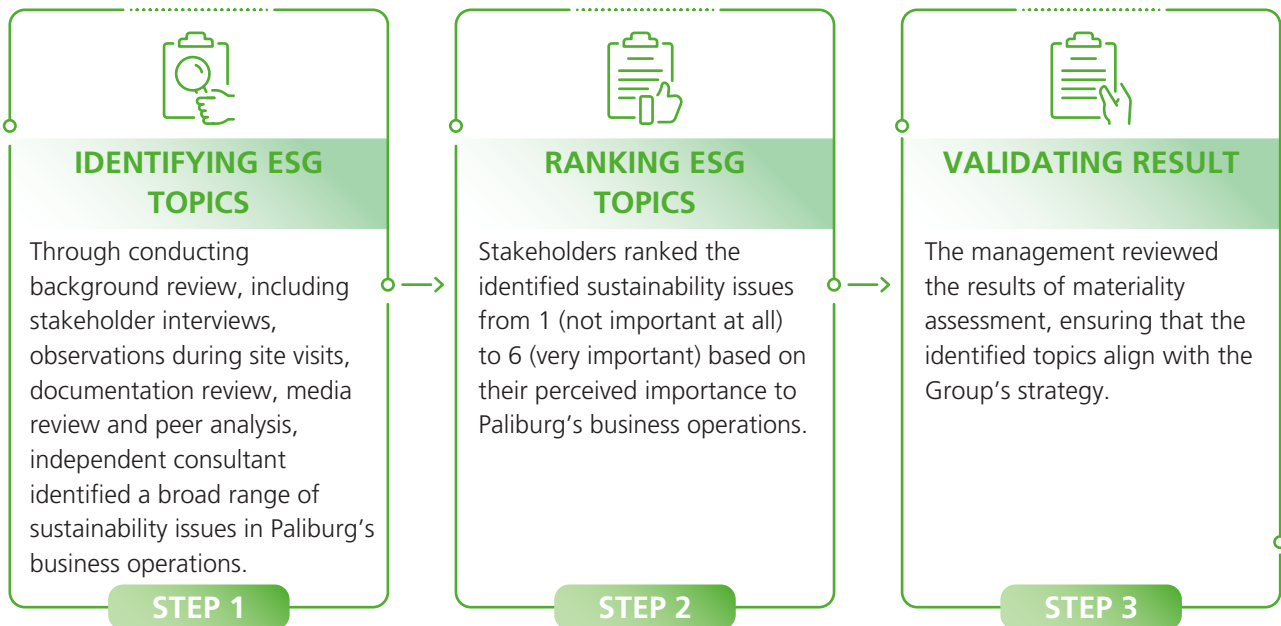 IDENTIFYING ESG
TOPICS
Through conducting
background review, including
stakeholder interviews,
observations during site visits,
documentation review, media
review and peer analysis,
independent consultant
identified a broad range of
sustainability issues in Paliburg’s
business operations.
STEP 1
RANKING ESG
TOPICS
Stakeholders ranked the
identified sustainability issues
from 1 (not important at all)
to 6 (very important) based on
their perceived importance to
Paliburg’s business operations.
STEP 2
VALIDATING RESULT
The management reviewed
the results of materiality
assessment, ensuring that the
identified topics align with the
Group’s strategy.
STEP 3